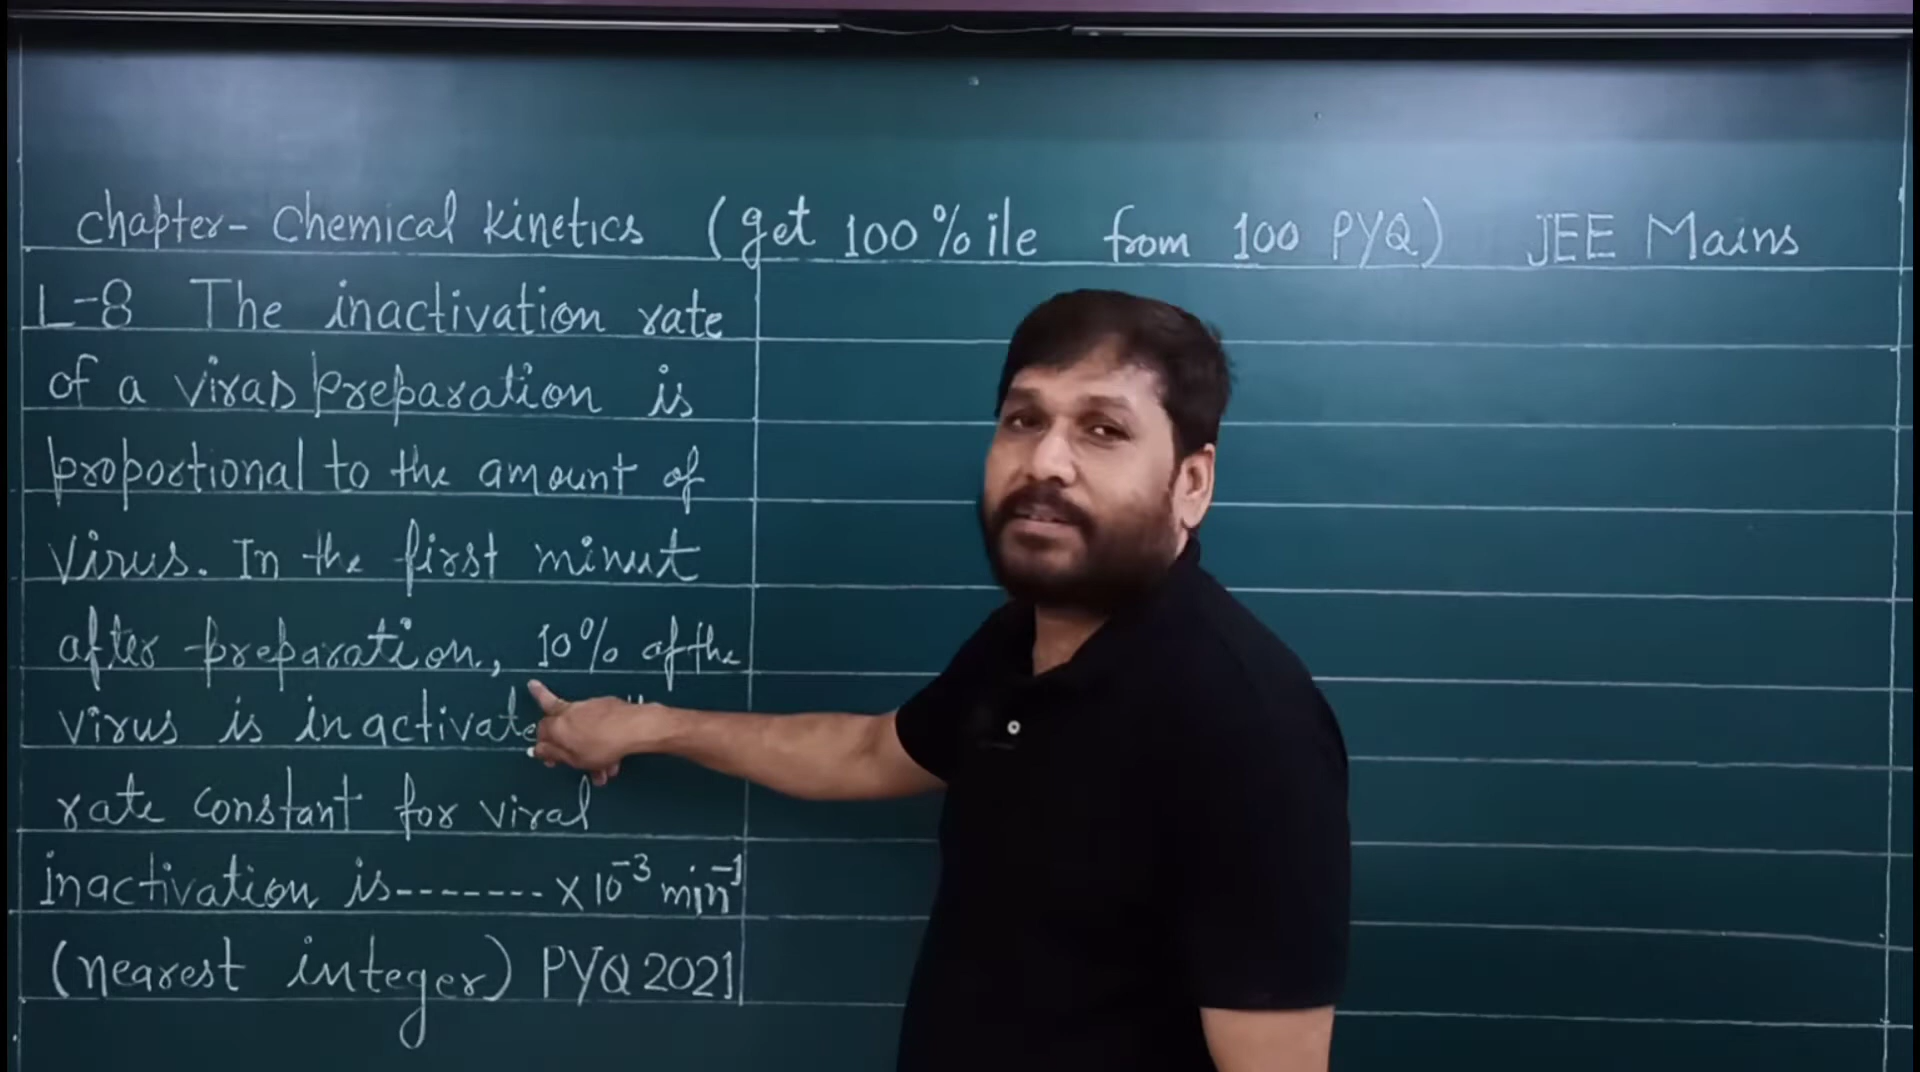 Chapter- Chemical Kinetics (get 100%ile from 100 PYQ) JEE Mains
L-8 The inactivation rate
of a viras preparation is
proportional to the amount of
virus. In the first minut
after preparation, 10% of the
virus is inactivate
rate constant for viral
inactivation is------- x10⁻³ min⁻¹
(nearest integer) PYQ 2021